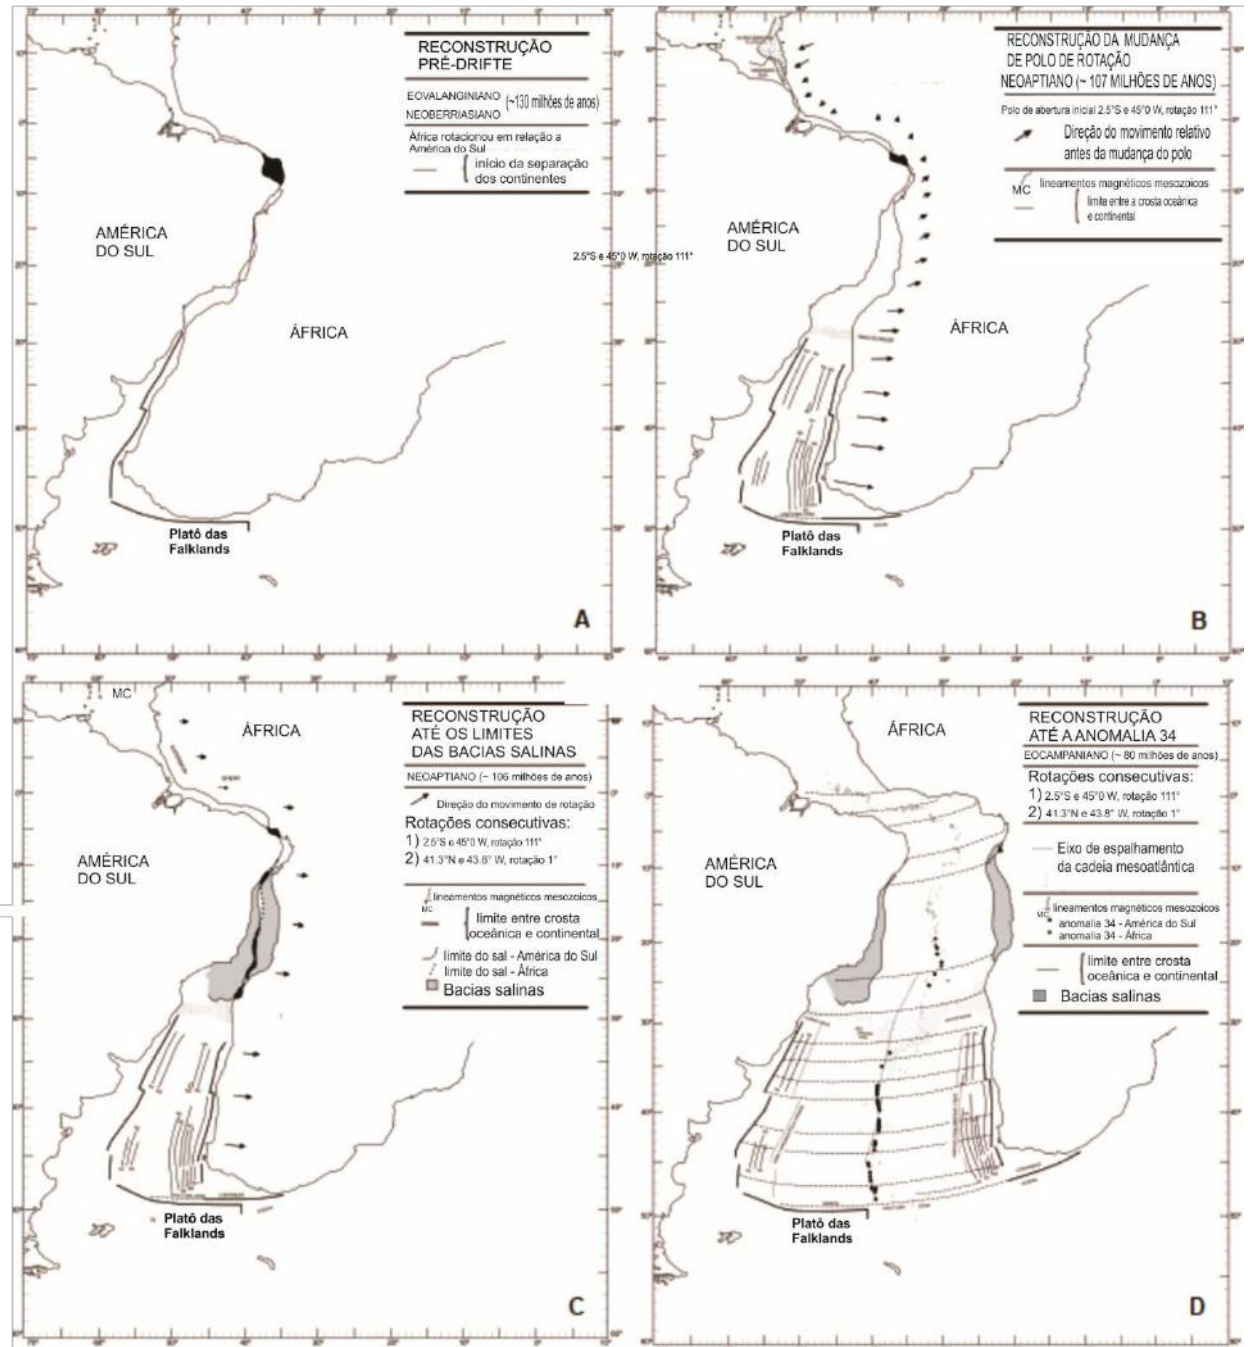 RECONSTRUÇÃO
PRÉ-DRIFTE
EOVALANGINIANO
(~130 milhões de anos)
NEOBERRIASIANO
África rotacionou em relação a
América do Sul
início da separação
dos continentes
AMÉRICA
DO SUL
ÁFRICA
Platô das
Falklands
A
RECONSTRUÇÃO DA MUDANÇA
DE POLO DE ROTAÇÃO
NEOAPTIANO (~ 107 MILHÕES DE ANOS)
Polo de abertura inicial 2.5°S e 45°0 W, rotação 111°
Direção do movimento relativo
antes da mudança do polo
MC
lineamentos magnéticos mesozoicos
limite entre a crosta oceânica
e continental
AMÉRICA
DO SUL
2.5°S e 45°0 W, rotação 111°
ÁFRICA
Platô das
Falklands
B
MC
ÁFRICA
RECONSTRUÇÃO
ATÉ OS LIMITES
DAS BACIAS SALINAS
NEOAPTIANO (~ 106 milhões de anos)
Direção do movimento de rotação
Rotações consecutivas:
1) 2.5°S e 45°0 W, rotação 111°
2) 41.3°N e 43.8° W, rotação 1°
lineamentos magnéticos mesozoicos
MC
limite entre crosta
oceânica e continental
limite do sal - América do Sul
limite do sal - África
Bacias salinas
AMÉRICA
DO SUL
Platô das
Falklands
C
ÁFRICA
RECONSTRUÇÃO
ATÉ A ANOMALIA 34
EOCAMPANIANO (~ 80 milhões de anos)
Rotações consecutivas:
1) 2.5°S e 45°0 W, rotação 111°
2) 41.3°N e 43.8° W, rotação 1°
Eixo de espalhamento
da cadeia mesoatlântica
lineamentos magnéticos mesozoicos
MC
anomalia 34 - América do Sul
anomalia 34 - África
limite entre crosta
oceânica e continental
Bacias salinas
AMÉRICA
DO SUL
Platô das
Falklands
D